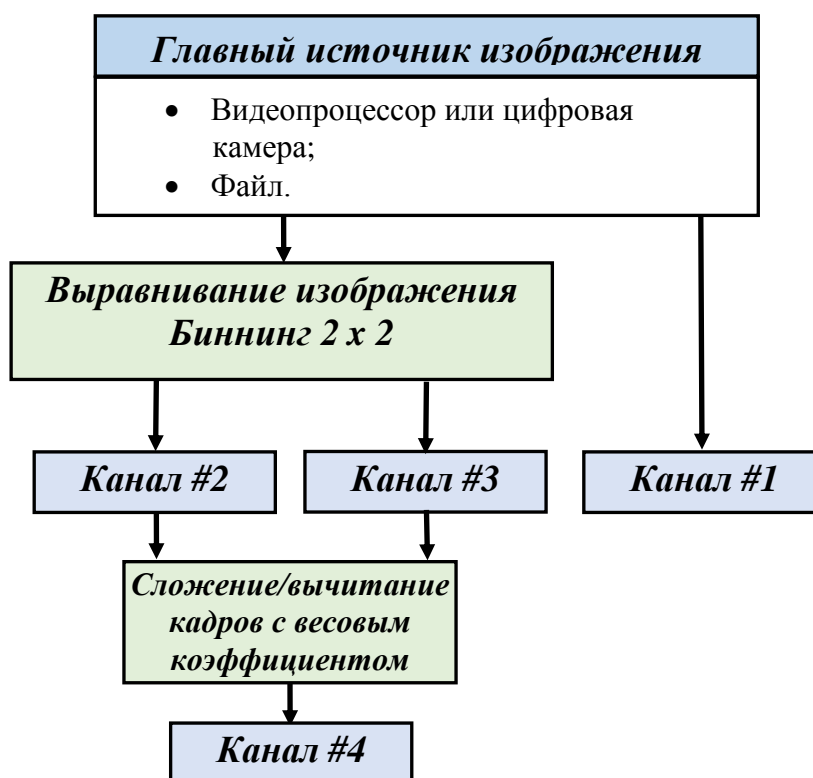 Главный источник изображения
• Видеопроцессор или цифровая
камера;
• Файл.
Выравнивание изображения
Биннинг 2 x 2
Канал #2
Канал #3
Канал #1
Сложение/вычитание
кадров с весовым
коэффициентом
Канал #4